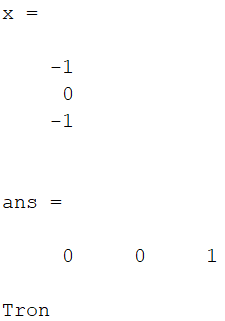 x =
-1
0
-1
ans =
0 0 1
Tron